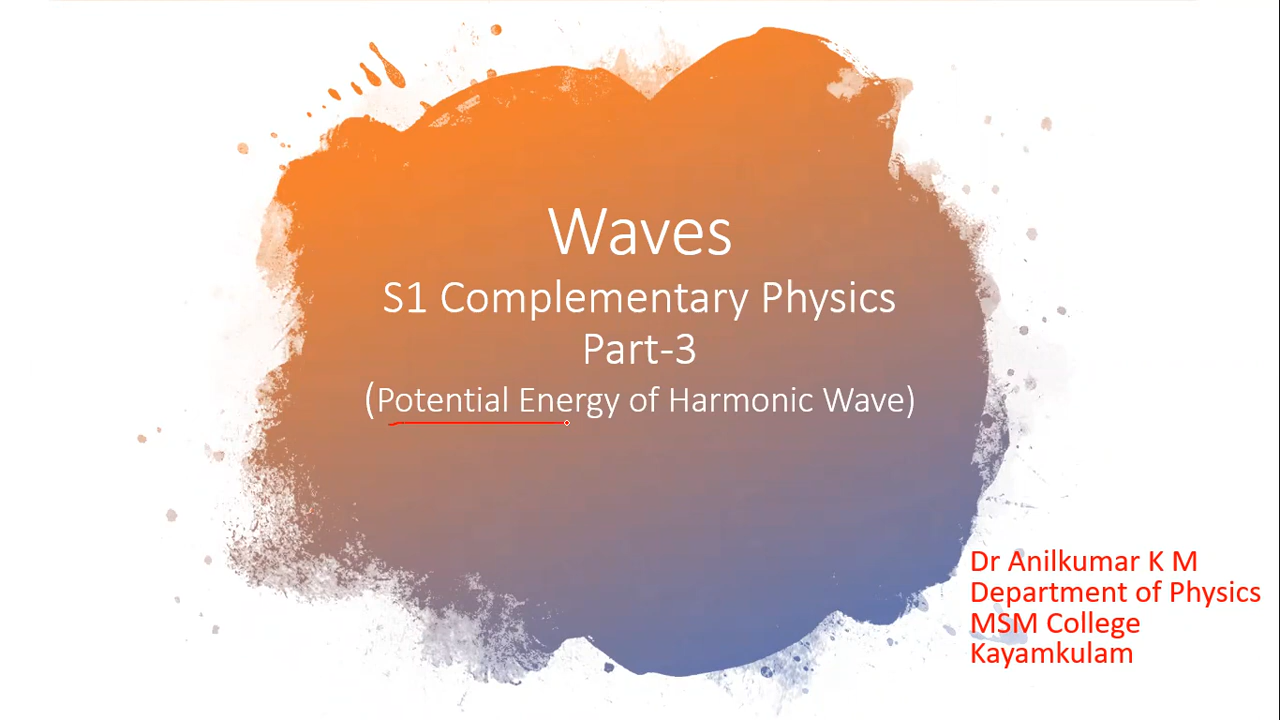 Waves
S1 Complementary Physics
Part-3
(Potential Energy of Harmonic Wave)
Dr Anilkumar K M
Department of Physics
MSM College
Kayamkulam